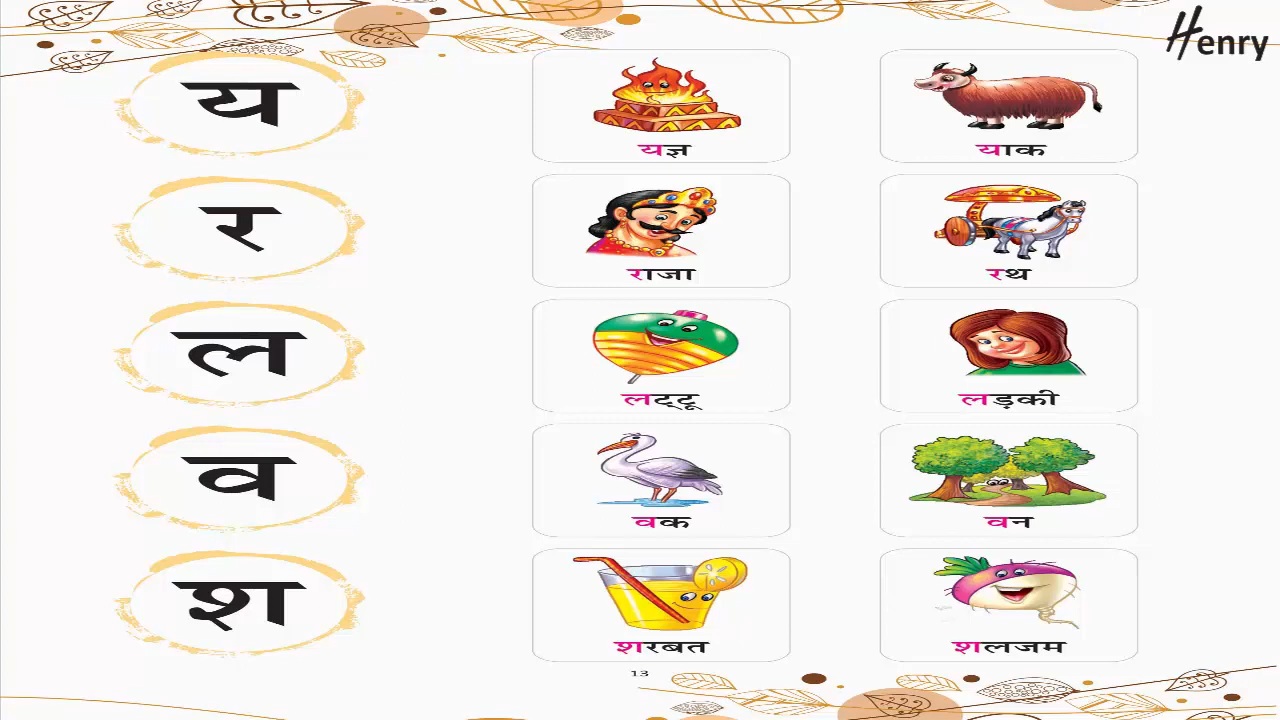 Henry
य
यज्ञ
याक
र
राजा
रथ
ल
लट्टू
लड़की
व
वक
वन
श
शरबत
शलजम
13